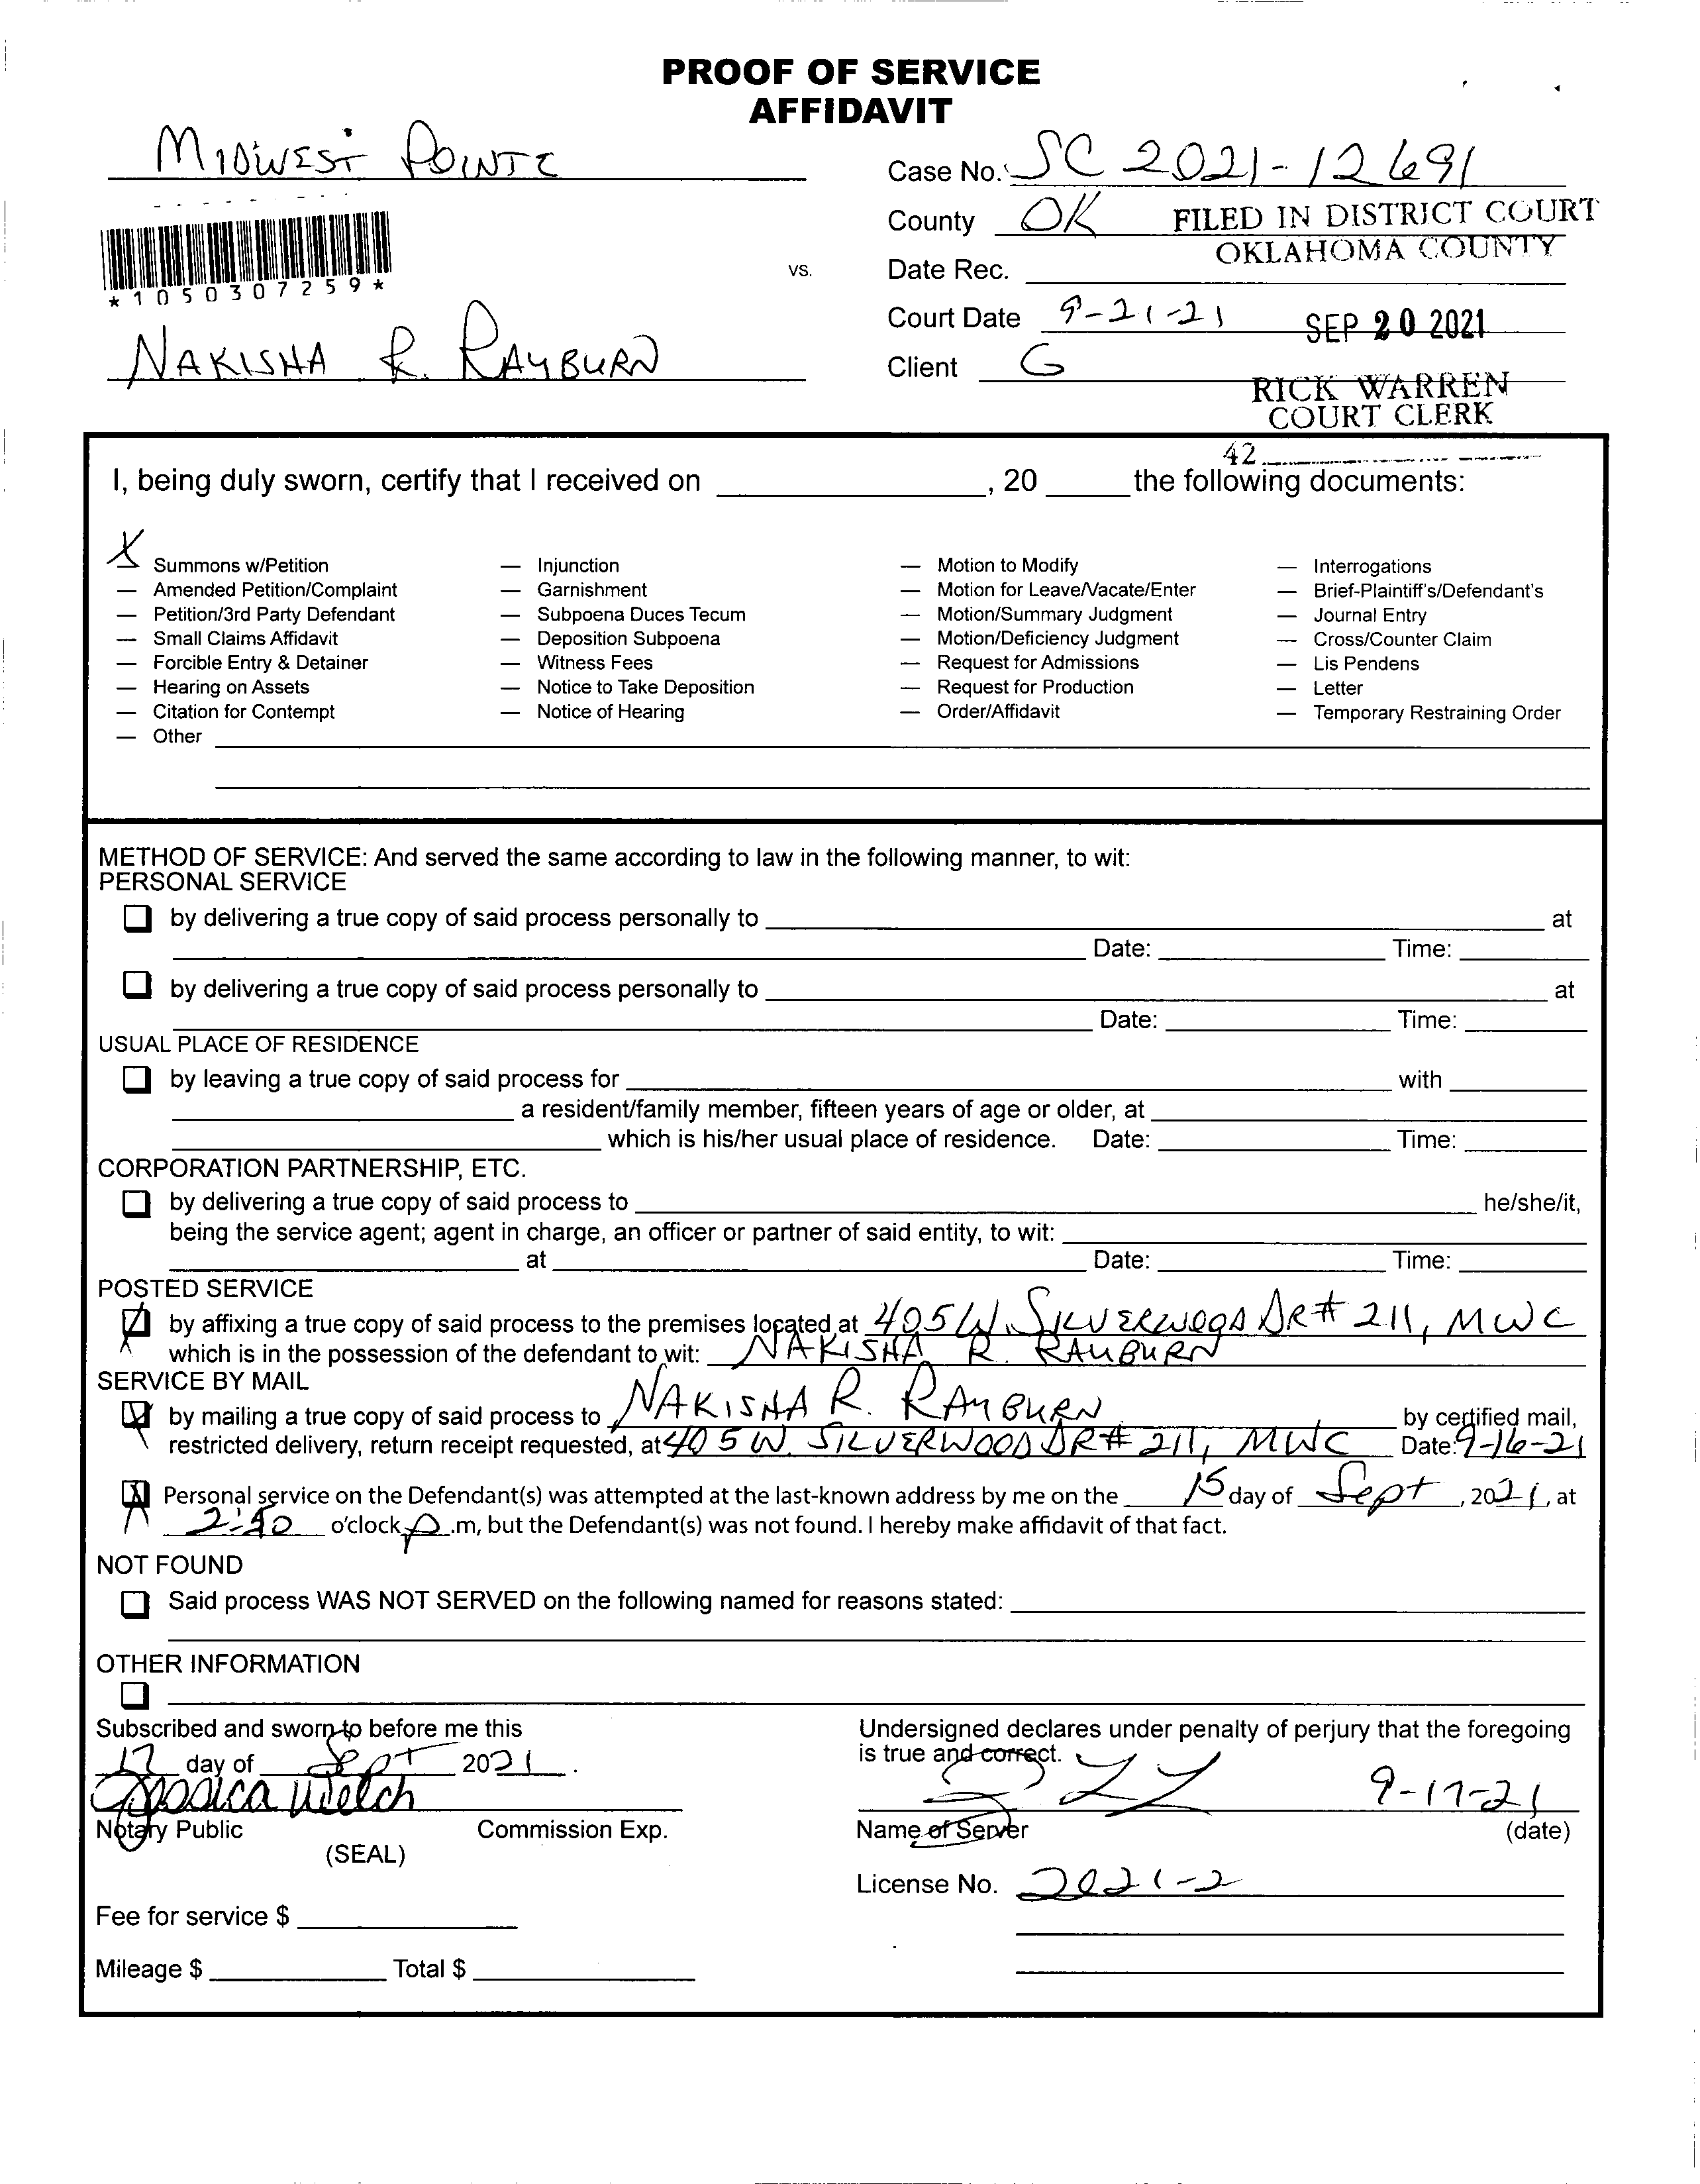 PROOF OF SERVICE
AFFIDAVIT
MIDWEST POINTE
Case No. SC 2021-12691
County OK
FILED IN DISTRICT COURT
OKLAHOMA COUNTY
*1050307259*
vs.
Date Rec.
Court Date 9-21-21
SEP 20 2021
NAKISHA R. RAYBURN
Client G
RICK WARREN
COURT CLERK
42
I, being duly sworn, certify that I received on ______, 20 ____ the following documents:
X Summons w/Petition — Injunction — Motion to Modify — Interrogations
— Amended Petition/Complaint — Garnishment — Motion for Leave/Vacate/Enter — Brief-Plaintiff's/Defendant's
— Petition/3rd Party Defendant — Subpoena Duces Tecum — Motion/Summary Judgment — Journal Entry
— Small Claims Affidavit — Deposition Subpoena — Motion/Deficiency Judgment — Cross/Counter Claim
— Forcible Entry & Detainer — Witness Fees — Request for Admissions — Lis Pendens
— Hearing on Assets — Notice to Take Deposition — Request for Production — Letter
— Citation for Contempt — Notice of Hearing — Order/Affidavit — Temporary Restraining Order
— Other
METHOD OF SERVICE: And served the same according to law in the following manner, to wit:
PERSONAL SERVICE
by delivering a true copy of said process personally to ______ at
Date: ______ Time: ______
by delivering a true copy of said process personally to ______ at
Date: ______ Time: ______
USUAL PLACE OF RESIDENCE
by leaving a true copy of said process for ______ with ______
a resident/family member, fifteen years of age or older, at ______
which is his/her usual place of residence. Date: ______ Time: ______
CORPORATION PARTNERSHIP, ETC.
by delivering a true copy of said process to ______ he/she/it,
being the service agent; agent in charge, an officer or partner of said entity, to wit: ______
at ______ Date: ______ Time: ______
POSTED SERVICE
by affixing a true copy of said process to the premises located at 405 W. SILVERWOOD DR # 211, MWC
which is in the possession of the defendant to wit: NAKISHA R. RAYBURN
SERVICE BY MAIL
by mailing a true copy of said process to NAKISHA R. RAYBURN by certified mail,
restricted delivery, return receipt requested, at 405 W. SILVERWOOD DR # 211, MWC Date: 9-16-21
Personal service on the Defendant(s) was attempted at the last-known address by me on the 15 day of Sept, 2021, at
2:50 o'clock p.m, but the Defendant(s) was not found. I hereby make affidavit of that fact.
NOT FOUND
Said process WAS NOT SERVED on the following named for reasons stated:
OTHER INFORMATION
Subscribed and sworn to before me this
17 day of Sept 2021.
Jessica Welch
Notary Public Commission Exp.
(SEAL)
Undersigned declares under penalty of perjury that the foregoing
is true and correct.
9-17-21
Name of Server (date)
License No. 2021-2
Fee for service $
Mileage $ ______ Total $ ______